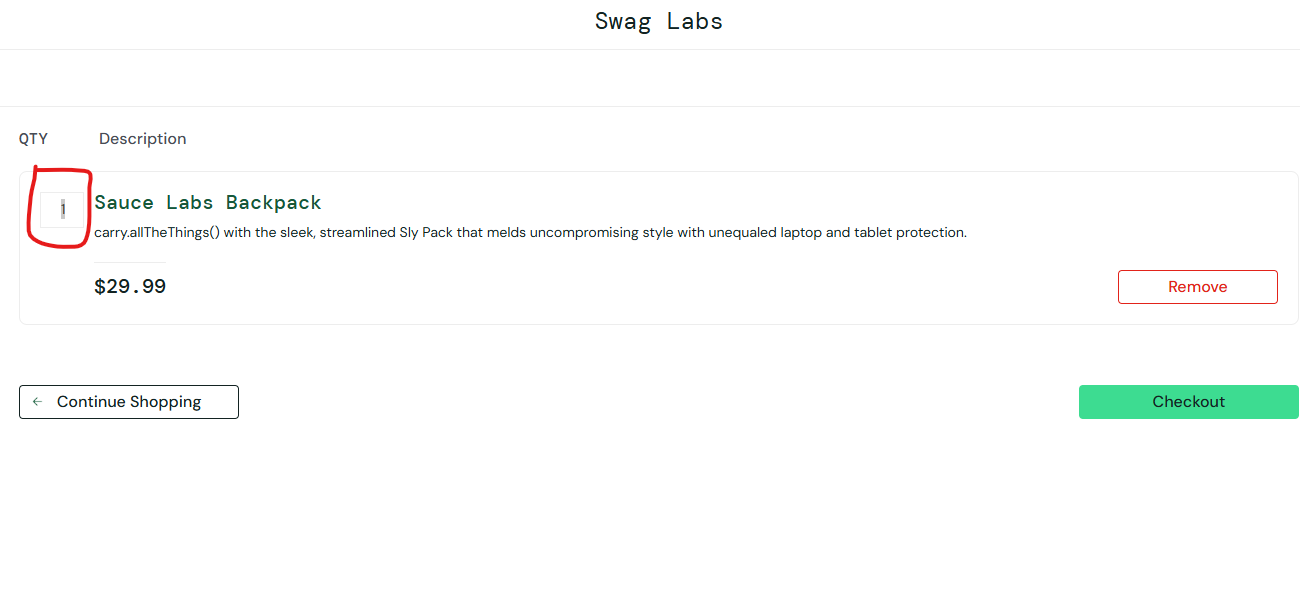 Swag Labs
QTY Description
1 Sauce Labs Backpack
carry.allTheThings() with the sleek, streamlined Sly Pack that melds uncompromising style with unequaled laptop and tablet protection.
$29.99 Remove
← Continue Shopping Checkout